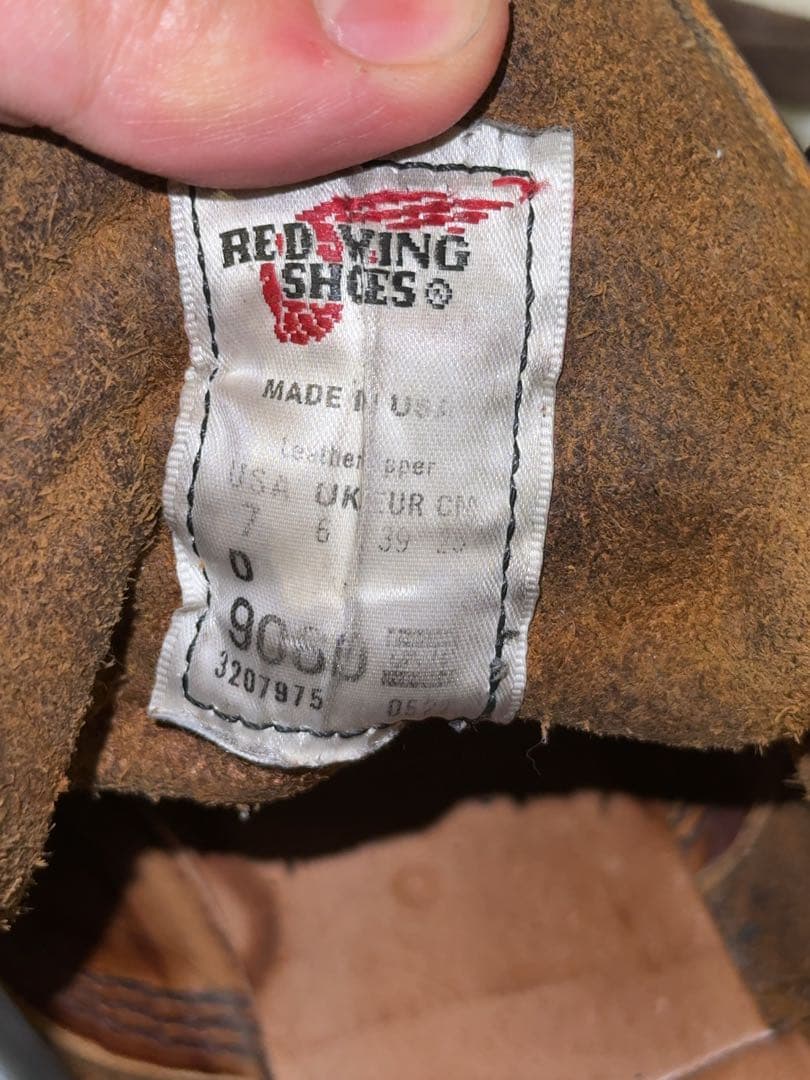 RED WING
SHOES ®
MADE IN USA
Leather upper
USA UK EUR CM
7 6 39
D
3207975